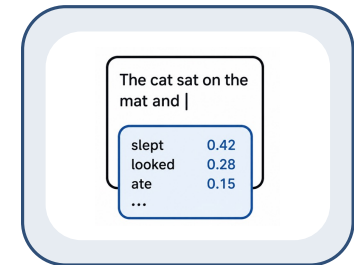 The cat sat on the
mat and |
slept 0.42
looked 0.28
ate 0.15
...